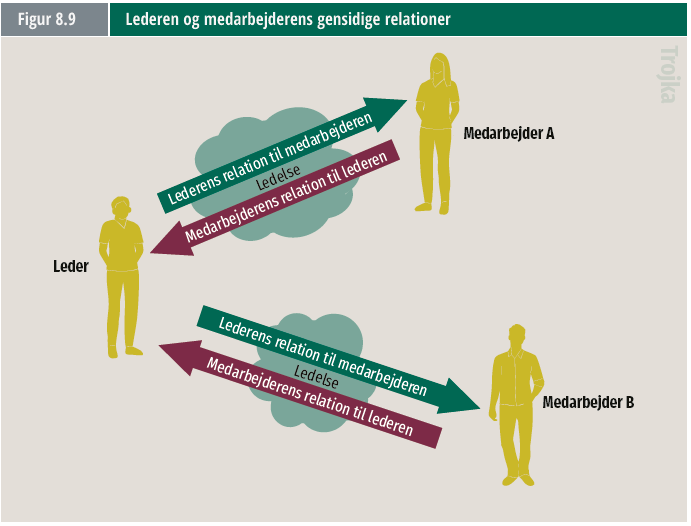 Figur 8.9
Lederen og medarbejderens gensidige relationer
Trojka
Lederens relation til medarbejderen
Ledelse
Medarbejderens relation til lederen
Medarbejder A
Leder
Lederens relation til medarbejderen
Ledelse
Medarbejderens relation til lederen
Medarbejder B